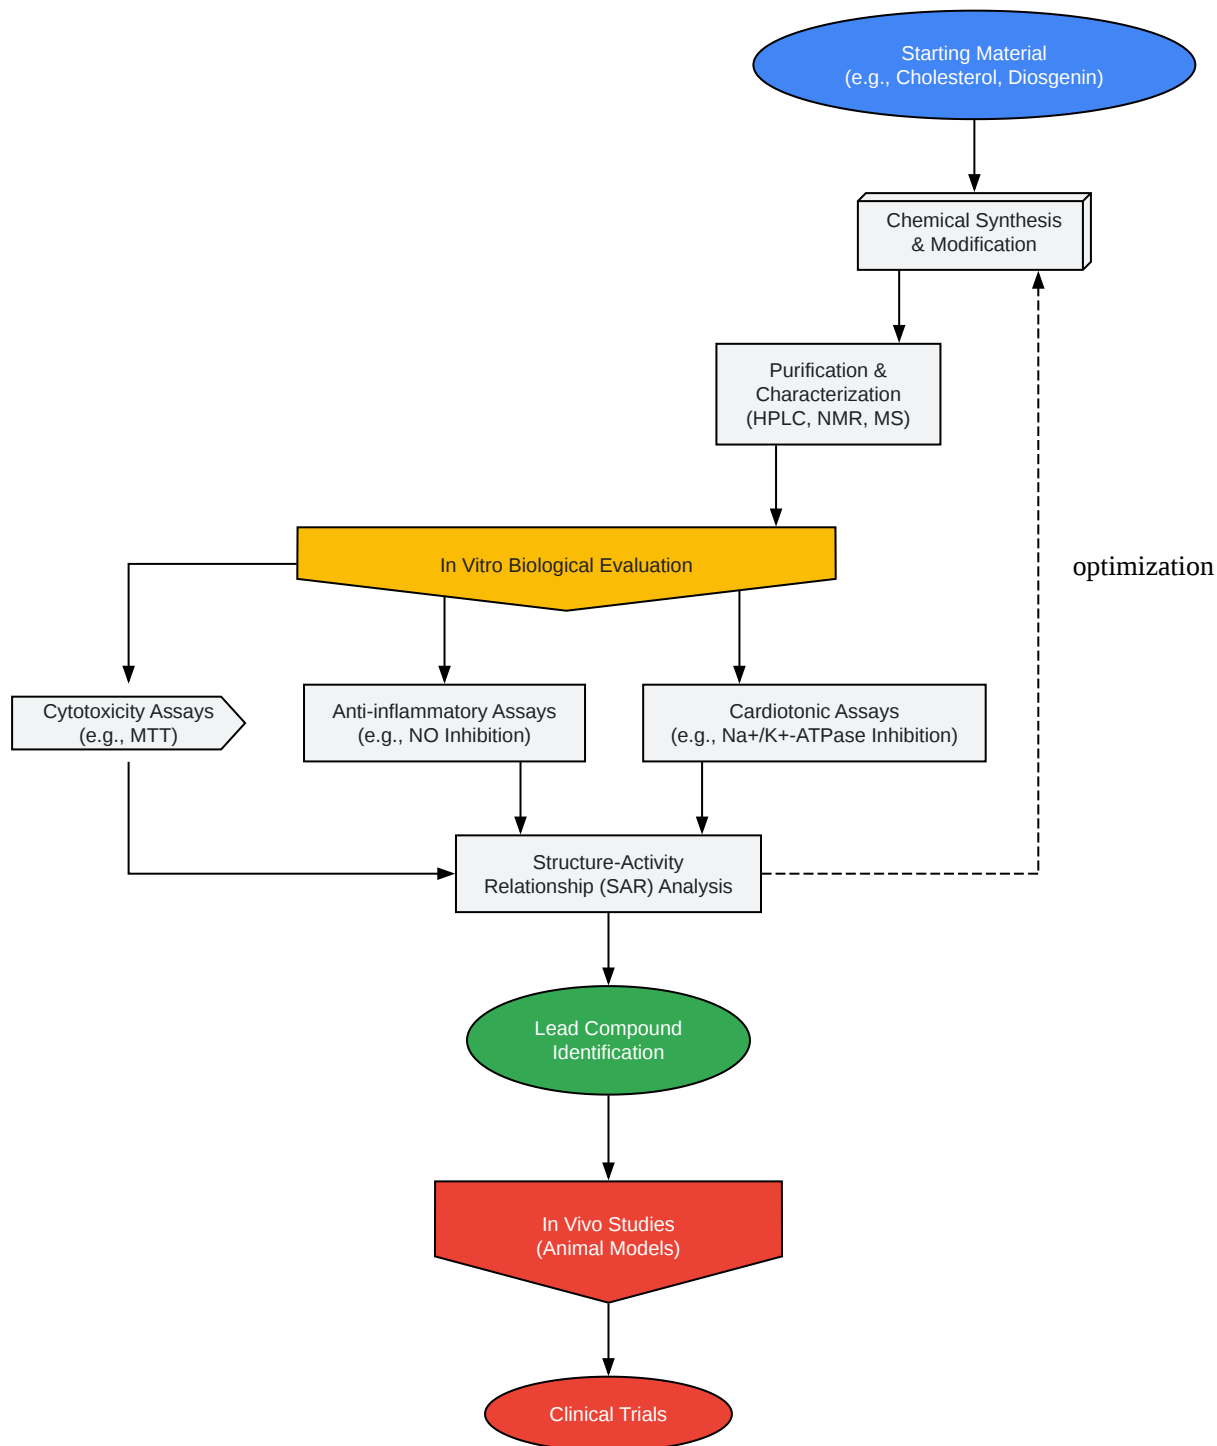 Starting Material
(e.g., Cholesterol, Diosgenin)
Chemical Synthesis
& Modification
Purification &
Characterization
(HPLC, NMR, MS)
In Vitro Biological Evaluation
optimization
Cytotoxicity Assays
(e.g., MTT)
Anti-inflammatory Assays
(e.g., NO Inhibition)
Cardiotonic Assays
(e.g., Na+/K+-ATPase Inhibition)
Structure-Activity
Relationship (SAR) Analysis
Lead Compound
Identification
In Vivo Studies
(Animal Models)
Clinical Trials